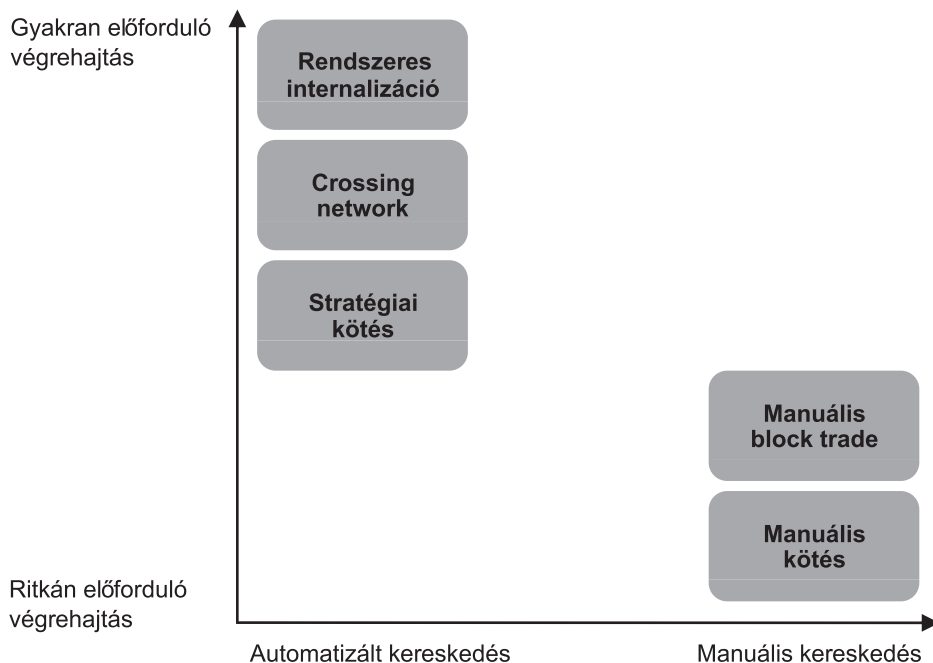 Gyakran előforduló
végrehajtás
Rendszeres
internalizáció
Crossing
network
Stratégiai
kötés
Manuális
block trade
Manuális
kötés
Ritkán előforduló
végrehajtás
Automatizált kereskedés
Manuális kereskedés